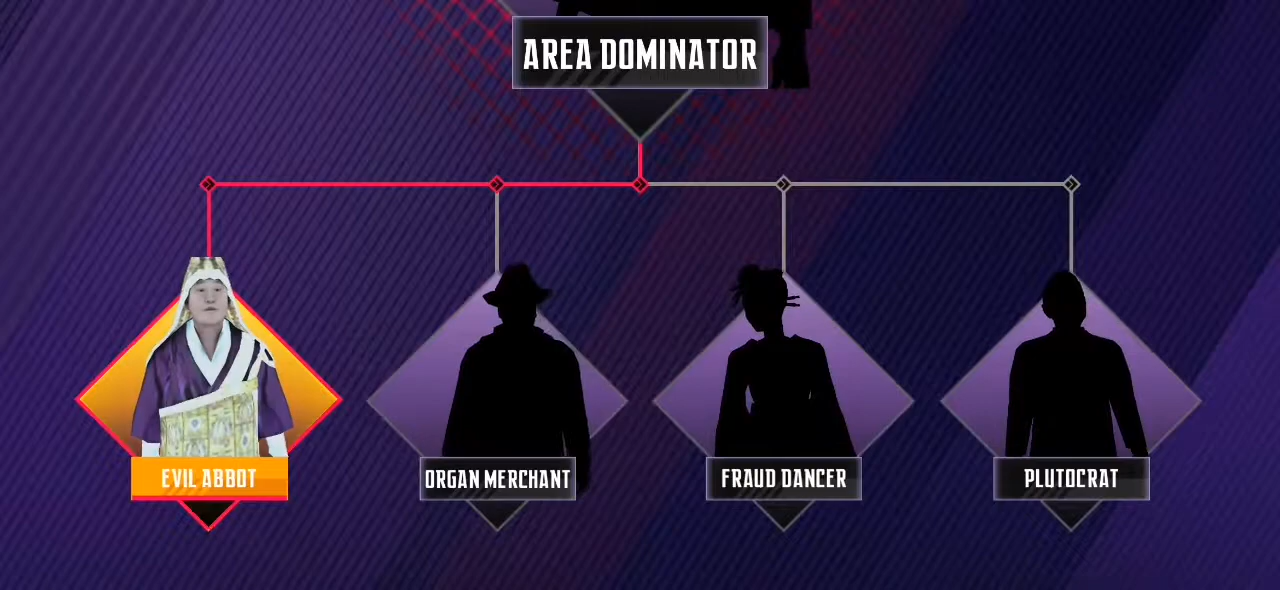 AREA DOMINATOR
EVIL ABBOT
ORGAN MERCHANT
FRAUD DANCER
PLUTOCRAT